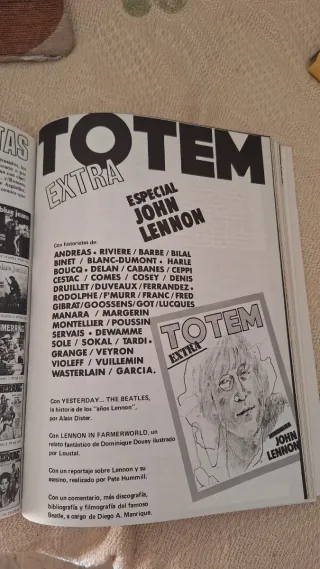 TOTEM
EXTRA
ESPECIAL
JOHN
LENNON
Con historietas de:
ANDREAS • RIVIERE / BARBE / BILAL
BINET / BLANC-DUMONT • HARLE
BOUCQ • DELAN / CABANES / CEPPI
CESTAC / COMES / COSEY / DENIS
DRUILLET / DUVEAUX / FERRANDEZ •
RODOLPHE / F'MURR / FRANC / FRED
GIBRAT / GOOSSENS / GOT / LUCQUES
MANARA / MARGERIN
MONTELLIER / POUSSIN
SERVAIS • DEWAMME
SOLE / SOKAL / TARDI •
GRANGE / VEYRON
VIOLEFF / VUILLEMIN
WASTERLAIN / GARCIA.
Con YESTERDAY... THE BEATLES,
la historia de los "años Lennon",
por Alain Dister.
Con LENNON IN FARMERWORLD, un
relato fantástico de Dominique Douay ilustrado
por Loustal.
Con un reportaje sobre Lennon y su
asesino, realizado por Pete Hummill.
Con un comentario, más discografía,
bibliografía y filmografía del famoso
Beatle, a cargo de Diego A. Manrique.
TOTEM
EXTRA
JOHN
LENNON